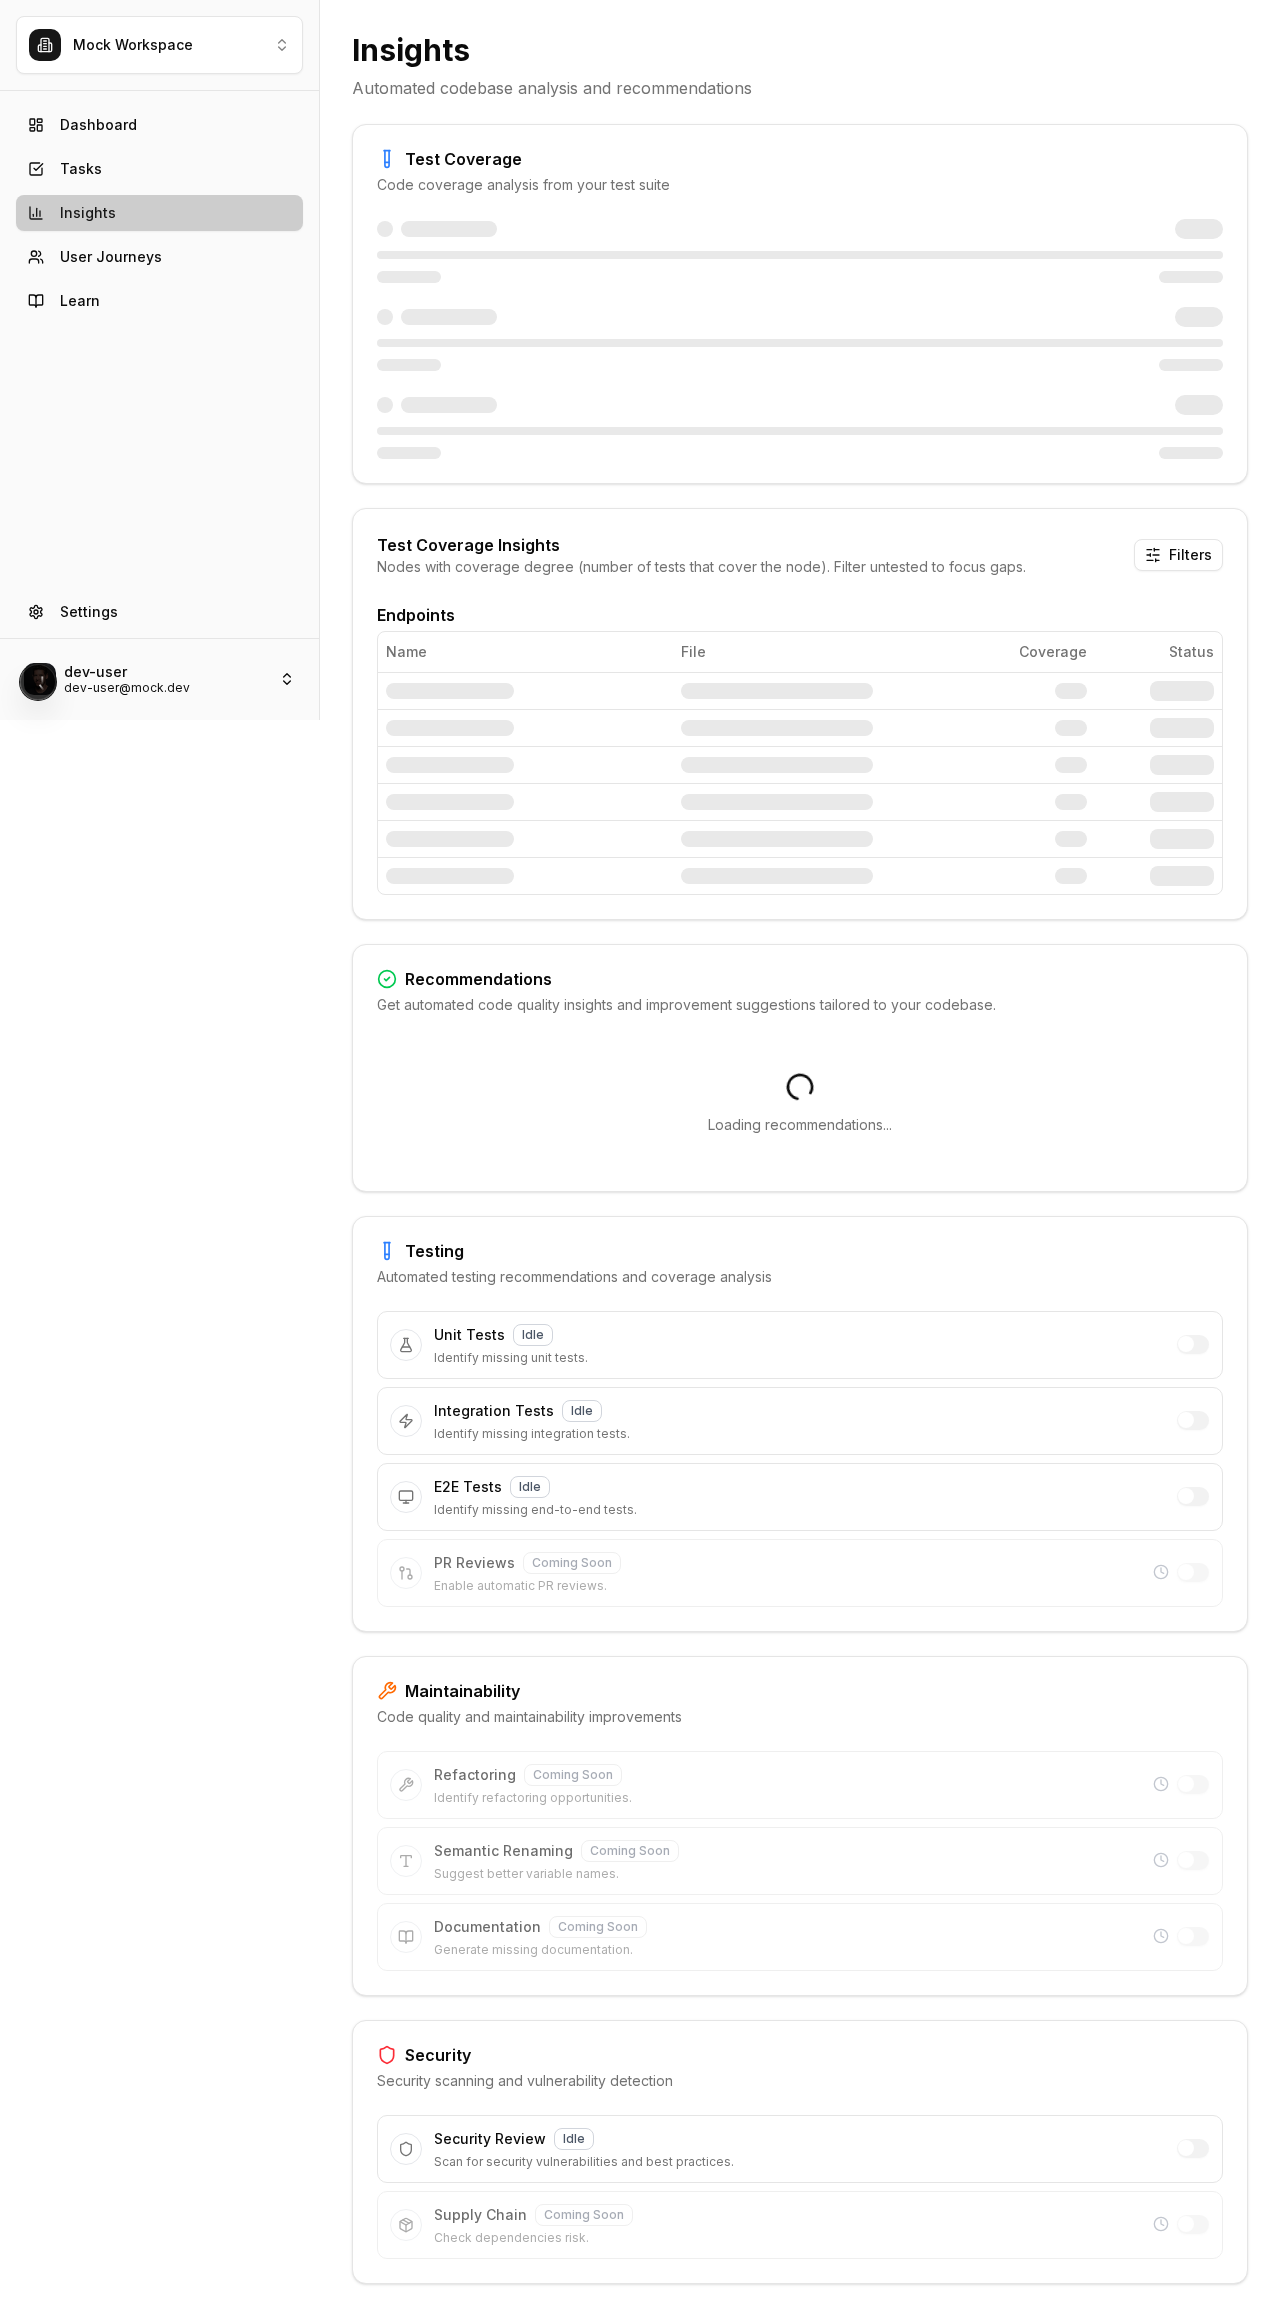 Mock Workspace
Dashboard
Tasks
Insights
User Journeys
Learn
Settings
dev-user
dev-user@mock.dev
Insights
Automated codebase analysis and recommendations
Test Coverage
Code coverage analysis from your test suite
Test Coverage Insights
Nodes with coverage degree (number of tests that cover the node). Filter untested to focus gaps.
Filters
Endpoints
Name File Coverage Status
Recommendations
Get automated code quality insights and improvement suggestions tailored to your codebase.
Loading recommendations...
Testing
Automated testing recommendations and coverage analysis
Unit Tests Idle
Identify missing unit tests.
Integration Tests Idle
Identify missing integration tests.
E2E Tests Idle
Identify missing end-to-end tests.
PR Reviews Coming Soon
Enable automatic PR reviews.
Maintainability
Code quality and maintainability improvements
Refactoring Coming Soon
Identify refactoring opportunities.
Semantic Renaming Coming Soon
Suggest better variable names.
Documentation Coming Soon
Generate missing documentation.
Security
Security scanning and vulnerability detection
Security Review Idle
Scan for security vulnerabilities and best practices.
Supply Chain Coming Soon
Check dependencies risk.